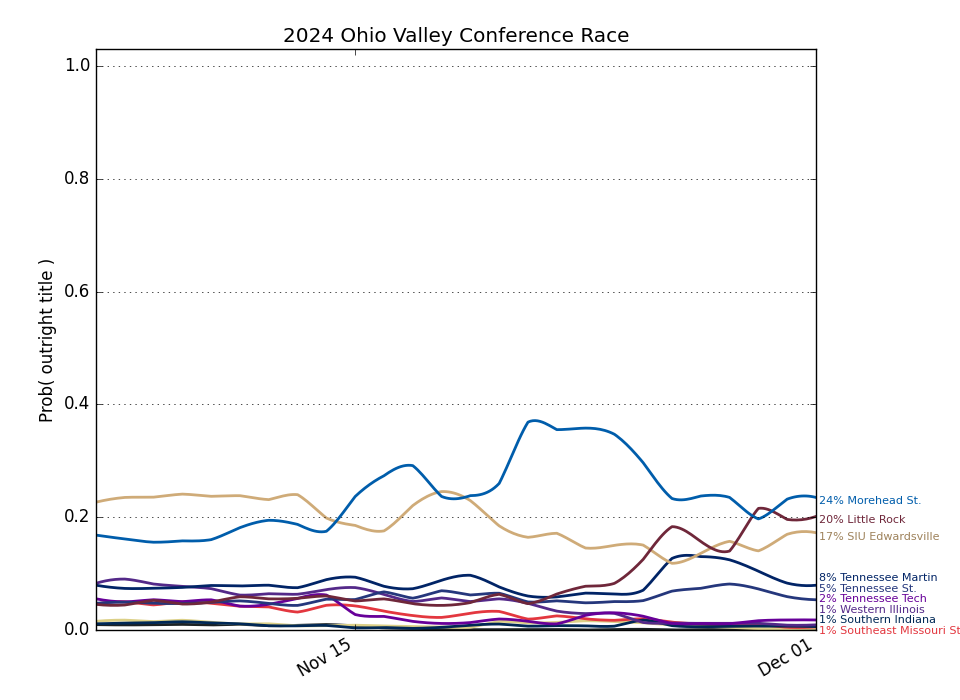 2024 Ohio Valley Conference Race
Prob( outright title )
1.0
0.8
0.6
0.4
0.2
0.0
Nov 15
Dec 01
24% Morehead St.
20% Little Rock
17% SIU Edwardsville
8% Tennessee Martin
5% Tennessee St.
2% Tennessee Tech
1% Western Illinois
1% Southern Indiana
1% Southeast Missouri St